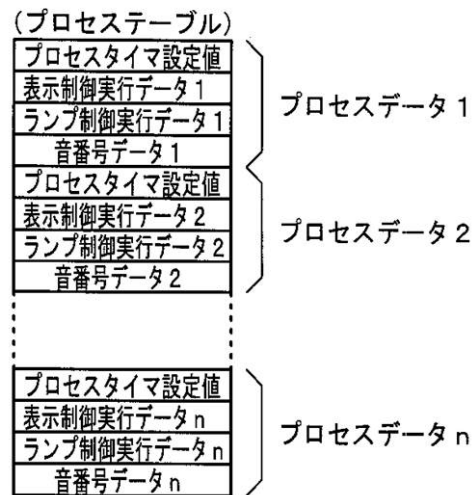 (プロセステーブル)
プロセスタイマ設定値
表示制御実行データ1
ランプ制御実行データ1
音番号データ1
プロセスデータ1
プロセスタイマ設定値
表示制御実行データ2
ランプ制御実行データ2
音番号データ2
プロセスデータ2
プロセスタイマ設定値
表示制御実行データn
ランプ制御実行データn
音番号データn
プロセスデータn